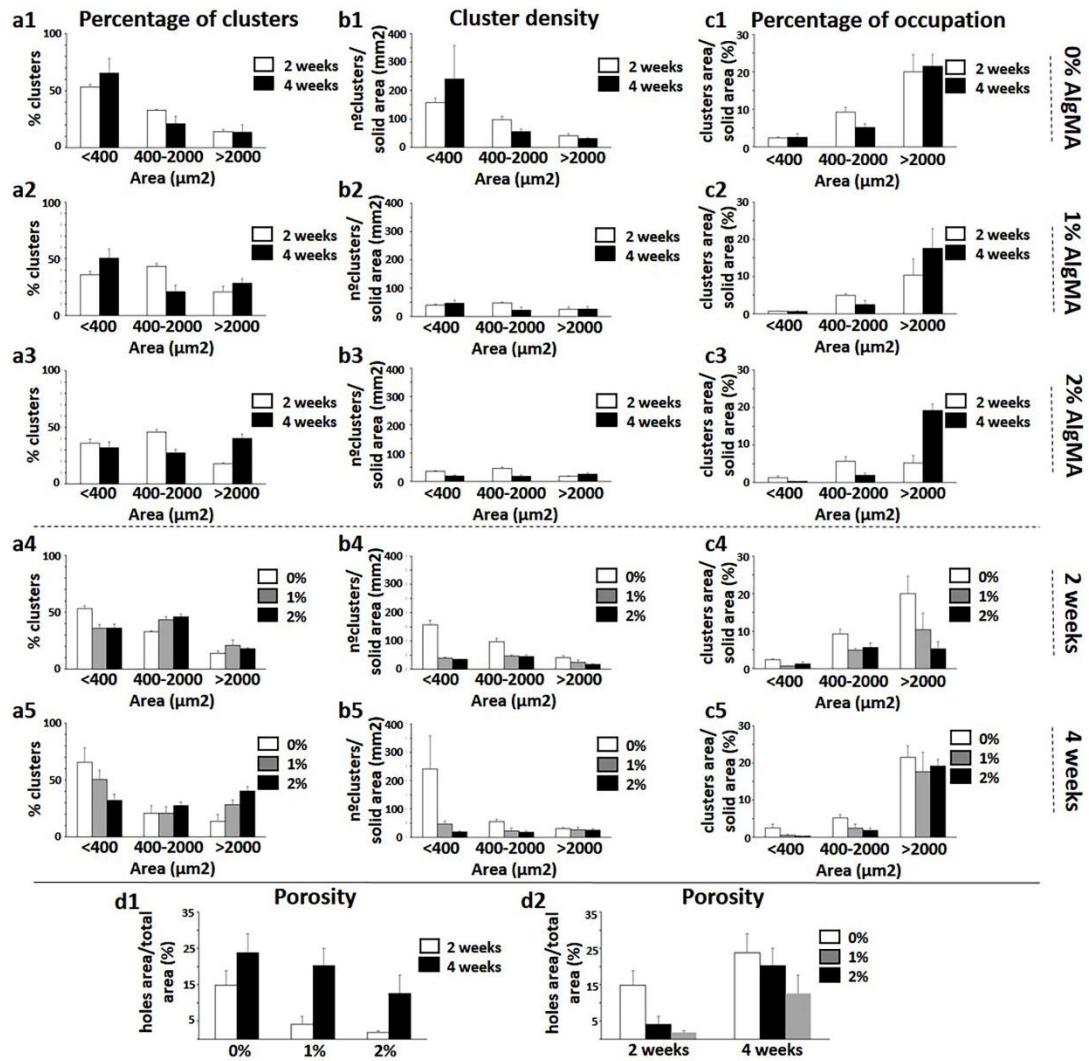 Percentage of clusters
Cluster density
Percentage of occupation
a1
% clusters
100
50
0
2 weeks
4 weeks
<400 400-2000 >2000
Area (µm2)
b1
nºclusters/
solid area (mm2)
400
300
200
100
0
2 weeks
4 weeks
<400 400-2000 >2000
Area (µm2)
c1
clusters area/
solid area (%)
30
20
10
0
2 weeks
4 weeks
<400 400-2000 >2000
Area (µm2)
0% AlgMA
a2
% clusters
100
50
0
2 weeks
4 weeks
<400 400-2000 >2000
Area (µm2)
b2
nºclusters/
solid area (mm2)
400
300
200
100
0
2 weeks
4 weeks
<400 400-2000 >2000
Area (µm2)
c2
clusters area/
solid area (%)
30
20
10
0
2 weeks
4 weeks
<400 400-2000 >2000
Area (µm2)
1% AlgMA
a3
% clusters
100
50
0
2 weeks
4 weeks
<400 400-2000 >2000
Area (µm2)
b3
nºclusters/
solid area (mm2)
400
300
200
100
0
2 weeks
4 weeks
<400 400-2000 >2000
Area (µm2)
c3
clusters area/
solid area (%)
30
20
10
0
2 weeks
4 weeks
<400 400-2000 >2000
Area (µm2)
2% AlgMA
a4
% clusters
100
50
0
0%
1%
2%
<400 400-2000 >2000
Area (µm2)
b4
nºclusters/
solid area (mm2)
400
300
200
100
0
0%
1%
2%
<400 400-2000 >2000
Area (µm2)
c4
clusters area/
solid area (%)
30
20
10
0
0%
1%
2%
<400 400-2000 >2000
Area (µm2)
2 weeks
a5
% clusters
100
50
0
0%
1%
2%
<400 400-2000 >2000
Area (µm2)
b5
nºclusters/
solid area (mm2)
400
300
200
100
0
0%
1%
2%
<400 400-2000 >2000
Area (µm2)
c5
clusters area/
solid area (%)
30
20
10
0
0%
1%
2%
<400 400-2000 >2000
Area (µm2)
4 weeks
d1
Porosity
holes area/total
area (%)
35
25
15
5
2 weeks
4 weeks
0% 1% 2%
d2
Porosity
holes area/total
area (%)
35
25
15
5
0%
1%
2%
2 weeks 4 weeks